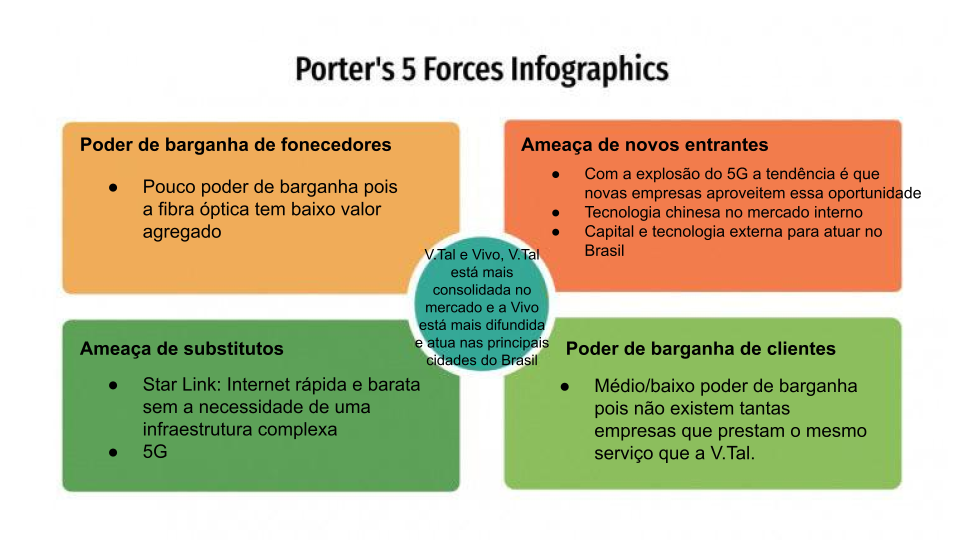 Porter's 5 Forces Infographics
Poder de barganha de fonecedores
● Pouco poder de barganha pois
a fibra óptica tem baixo valor
agregado
Ameaça de novos entrantes
● Com a explosão do 5G a tendência é que
novas empresas aproveitem essa oportunidade
● Tecnologia chinesa no mercado interno
● Capital e tecnologia externa para atuar no
Brasil
V.Tal e Vivo, V.Tal
está mais
consolidada no
mercado e a Vivo
está mais difundida
e atua nas principais
cidades do Brasil
Ameaça de substitutos
● Star Link: Internet rápida e barata
sem a necessidade de uma
infraestrutura complexa
● 5G
Poder de barganha de clientes
● Médio/baixo poder de barganha
pois não existem tantas
empresas que prestam o mesmo
serviço que a V.Tal.